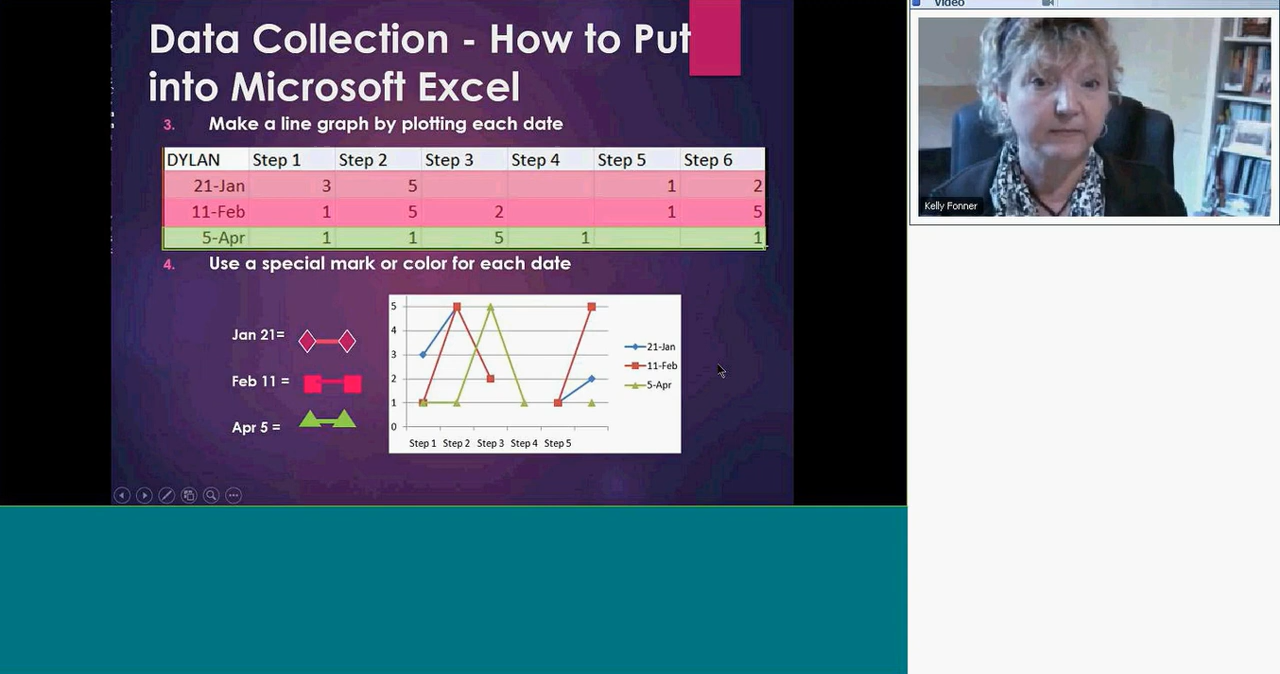 Data Collection - How to Put
into Microsoft Excel
3. Make a line graph by plotting each date
DYLAN Step 1 Step 2 Step 3 Step 4 Step 5 Step 6
21-Jan 3 5 1 2
11-Feb 1 5 2 1 5
5-Apr 1 1 5 1 1
4. Use a special mark or color for each date
Jan 21=
Feb 11 =
Apr 5 =
5
4
3
2
1
0
Step 1 Step 2 Step 3 Step 4 Step 5
21-Jan
11-Feb
5-Apr
Video
Kelly Fonner